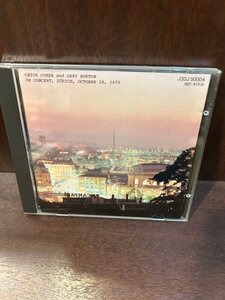 CHICK COREA and GARY BURTON
IN CONCERT, ZÜRICH, OCTOBER 28, 1979
J33J 50004